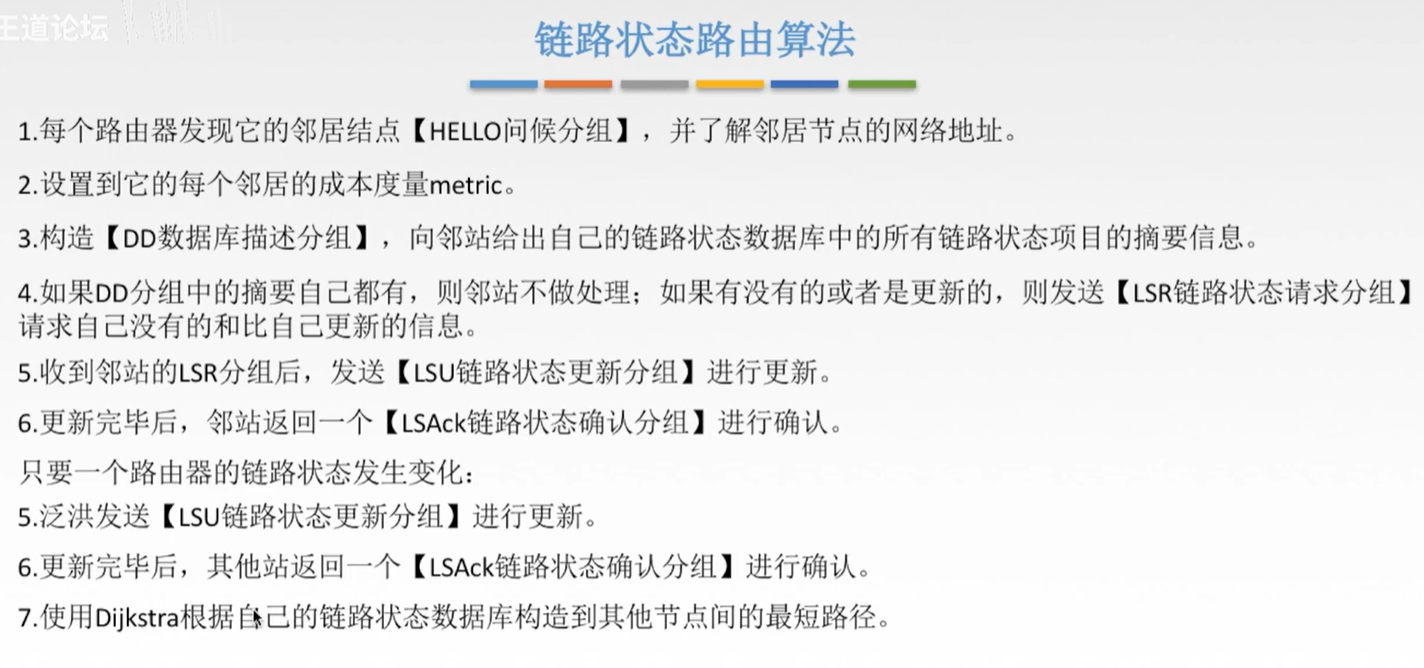 王道论坛
链路状态路由算法
1.每个路由器发现它的邻居结点【HELLO问候分组】，并了解邻居节点的网络地址。
2.设置到它的每个邻居的成本度量metric。
3.构造【DD数据库描述分组】，向邻站给出自己的链路状态数据库中的所有链路状态项目的摘要信息。
4.如果DD分组中的摘要自己都有，则邻站不做处理；如果有没有的或者是更新的，则发送【LSR链路状态请求分组】
请求自己没有的和比自己更新的信息。
5.收到邻站的LSR分组后，发送【LSU链路状态更新分组】进行更新。
6.更新完毕后，邻站返回一个【LSAck链路状态确认分组】进行确认。
只要一个路由器的链路状态发生变化：
5.泛洪发送【LSU链路状态更新分组】进行更新。
6.更新完毕后，其他站返回一个【LSAck链路状态确认分组】进行确认。
7.使用Dijkstra根据自己的链路状态数据库构造到其他节点间的最短路径。